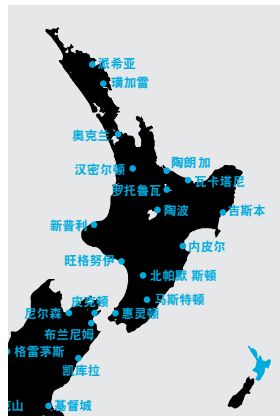 派希亚
璜加雷
奥克兰
汉密尔顿
陶朗加
瓦卡塔尼
罗托鲁瓦
陶波
吉斯本
新普利
内皮尔
旺格努伊
北帕默 斯顿
马斯特顿
皮克顿
尼尔森
惠灵顿
布兰尼姆
格雷茅斯
凯库拉
克山
基督城